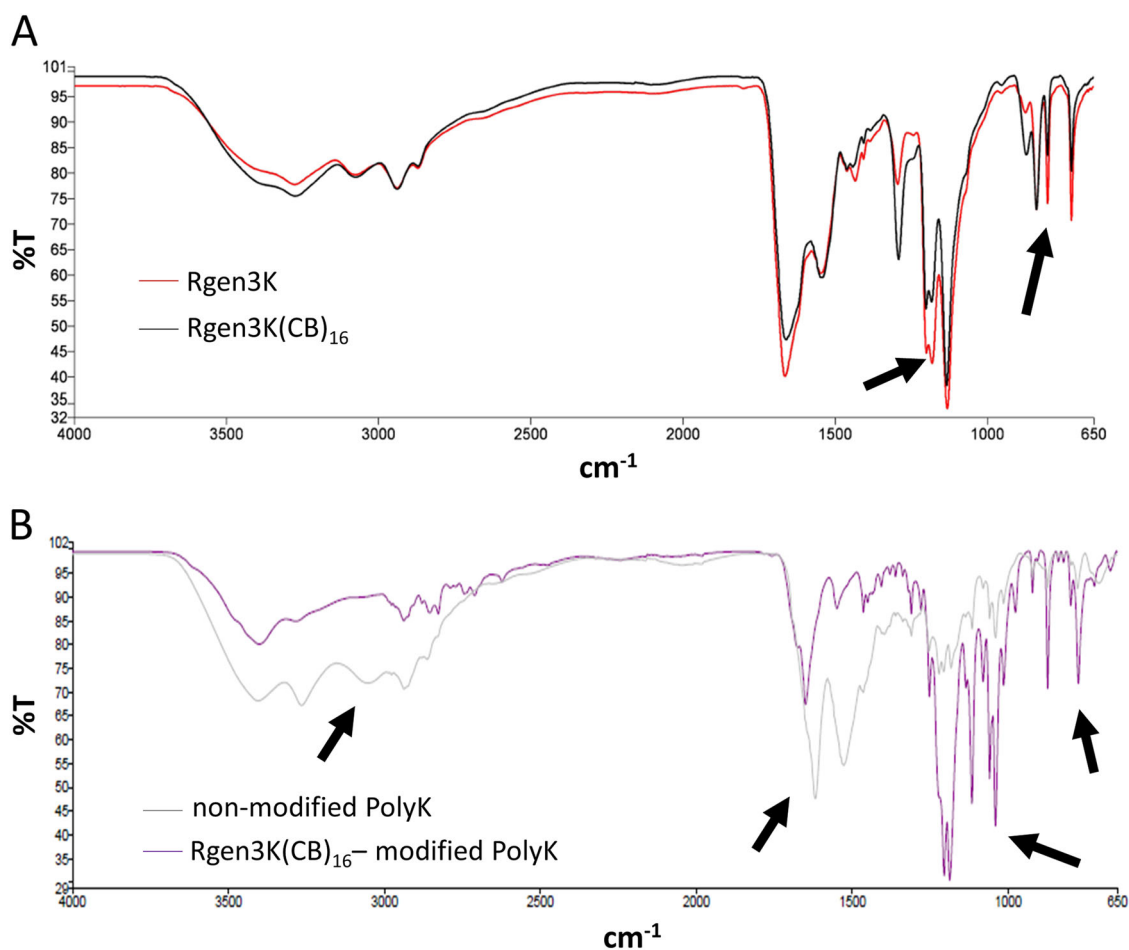 A
101
95
90
85
80
75
70
65
60
55
50
45
40
35
32
%T
Rgen3K
Rgen3K(CB)16
4000 3500 3000 2500 2000 1500 1000 650
cm-1
B
102
95
90
85
80
75
70
65
60
55
50
45
40
35
29
%T
non-modified PolyK
Rgen3K(CB)16– modified PolyK
4000 3500 3000 2500 2000 1500 1000 650
cm-1